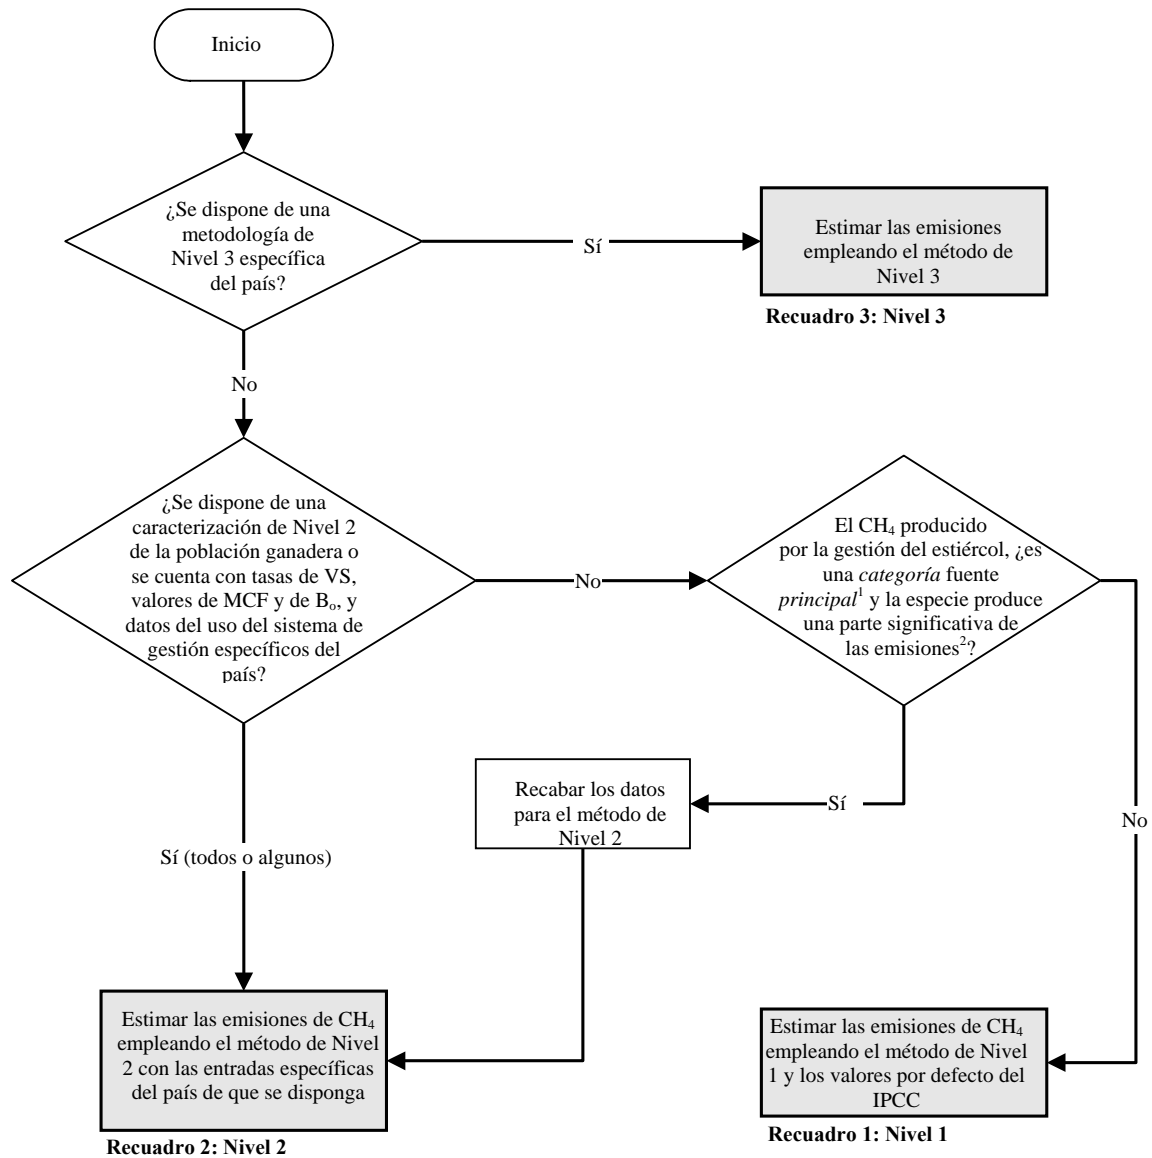 Inicio
¿Se dispone de una
metodología de
Nivel 3 específica
del país?
Sí
Estimar las emisiones
empleando el método de
Nivel 3
Recuadro 3: Nivel 3
No
¿Se dispone de una
caracterización de Nivel 2
de la población ganadera o
se cuenta con tasas de VS,
valores de MCF y de Bₒ, y
datos del uso del sistema de
gestión específicos del
país?
No
El CH₄ producido
por la gestión del estiércol, ¿es
una categoría fuente
principal¹ y la especie produce
una parte significativa de
las emisiones²?
Recabar los datos
para el método de
Nivel 2
Sí
No
Sí (todos o algunos)
Estimar las emisiones de CH₄
empleando el método de Nivel
2 con las entradas específicas
del país de que se disponga
Recuadro 2: Nivel 2
Estimar las emisiones de CH₄
empleando el método de Nivel
1 y los valores por defecto del
IPCC
Recuadro 1: Nivel 1